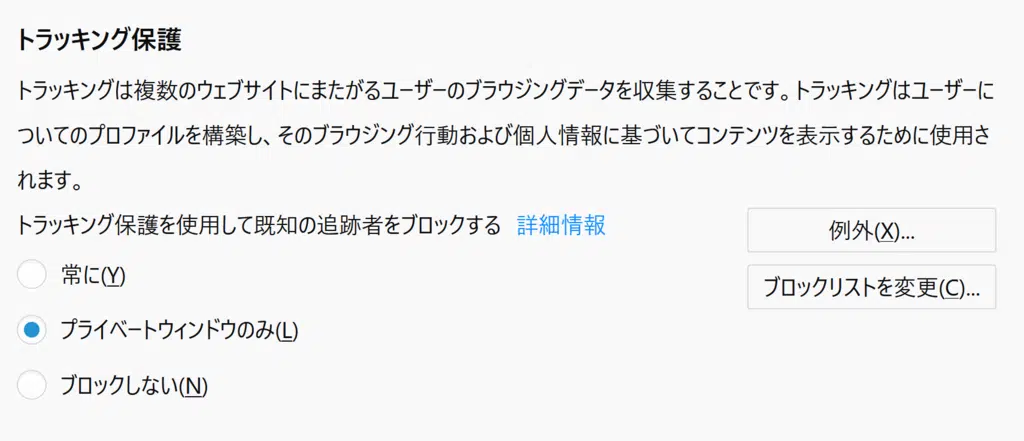 トラッキング保護
トラッキングは複数のウェブサイトにまたがるユーザーのブラウジングデータを収集することです。トラッキングはユーザーに
ついてのプロファイルを構築し、そのブラウジング行動および個人情報に基づいてコンテンツを表示するために使用さ
れます。
トラッキング保護を使用して既知の追跡者をブロックする 詳細情報
例外(X)...
常に(Y)
ブロックリストを変更(C)...
プライベートウィンドウのみ(L)
ブロックしない(N)